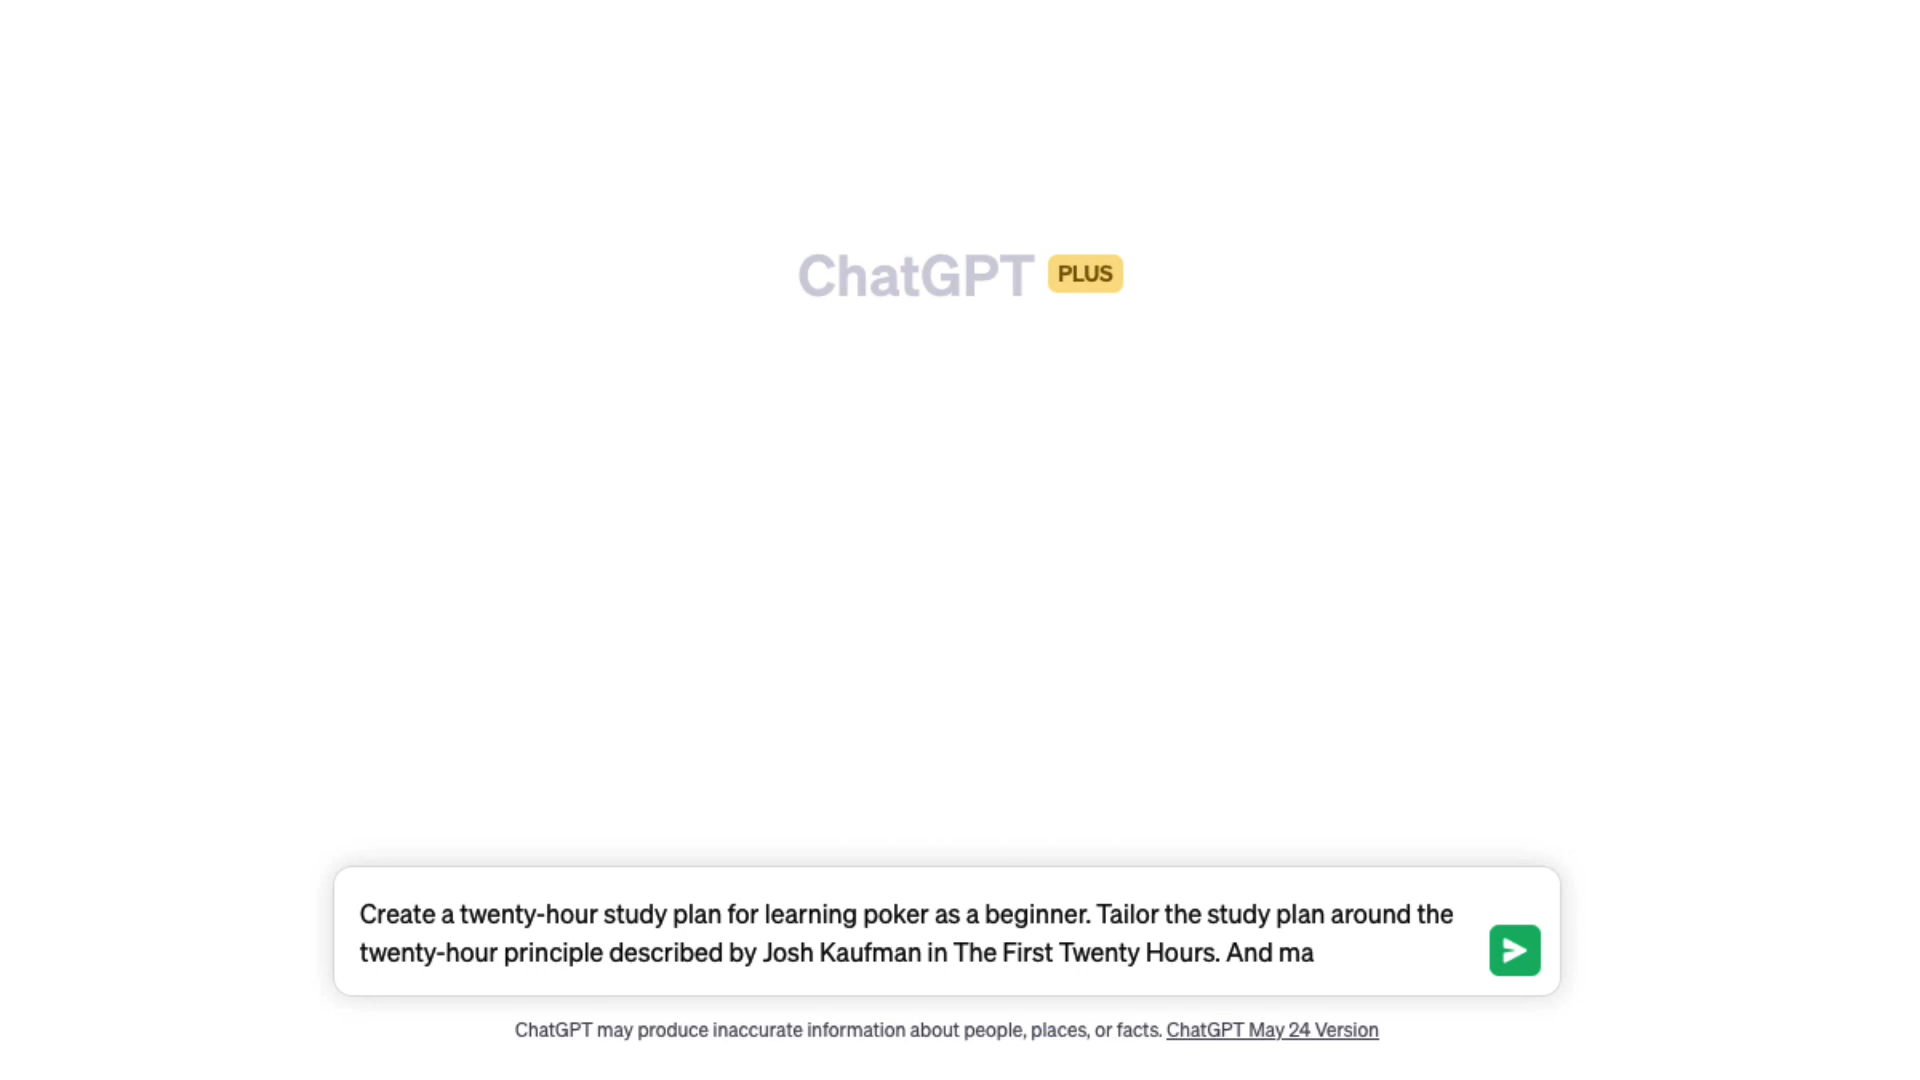 ChatGPT PLUS
Create a twenty-hour study plan for learning poker as a beginner. Tailor the study plan around the
twenty-hour principle described by Josh Kaufman in The First Twenty Hours. And ma
ChatGPT may produce inaccurate information about people, places, or facts. ChatGPT May 24 Version